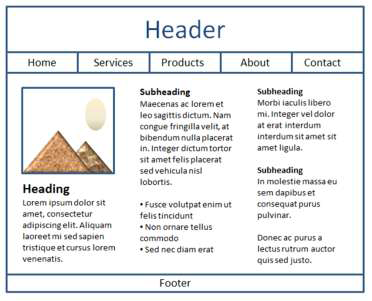 Header
Home
Services
Products
About
Contact
Heading
Lorem ipsum dolor sit
amet, consectetur
adipiscing elit. Aliquam
laoreet mi sed sapien
tristique et cursus lorem
venenatis.
Subheading
Maecenas ac lorem et
leo sagittis dictum. Nam
congue fringilla velit, at
bibendum nulla placerat
in. Integer dictum tortor
sit amet felis placerat
sed vehicula nisl
lobortis.
• Fusce volutpat enim ut
felis tincidunt
• Non ornare tellus
commodo
• Sed nec diam erat
Subheading
Morbi iaculis libero
mi. Integer vel dolor
at erat interdum
interdum sit amet sit
amet ligula.
Subheading
In molestie massa eu
sem dapibus et
consequat purus
pulvinar.
Donec ac purus a
lectus rutrum auctor
quis sed justo.
Footer